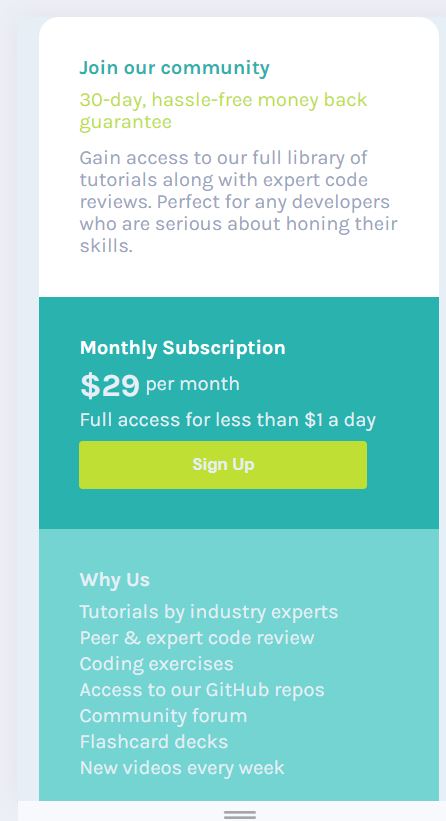 Join our community
30-day, hassle-free money back
guarantee
Gain access to our full library of
tutorials along with expert code
reviews. Perfect for any developers
who are serious about honing their
skills.
Monthly Subscription
$29 per month
Full access for less than $1 a day
Sign Up
Why Us
Tutorials by industry experts
Peer & expert code review
Coding exercises
Access to our GitHub repos
Community forum
Flashcard decks
New videos every week